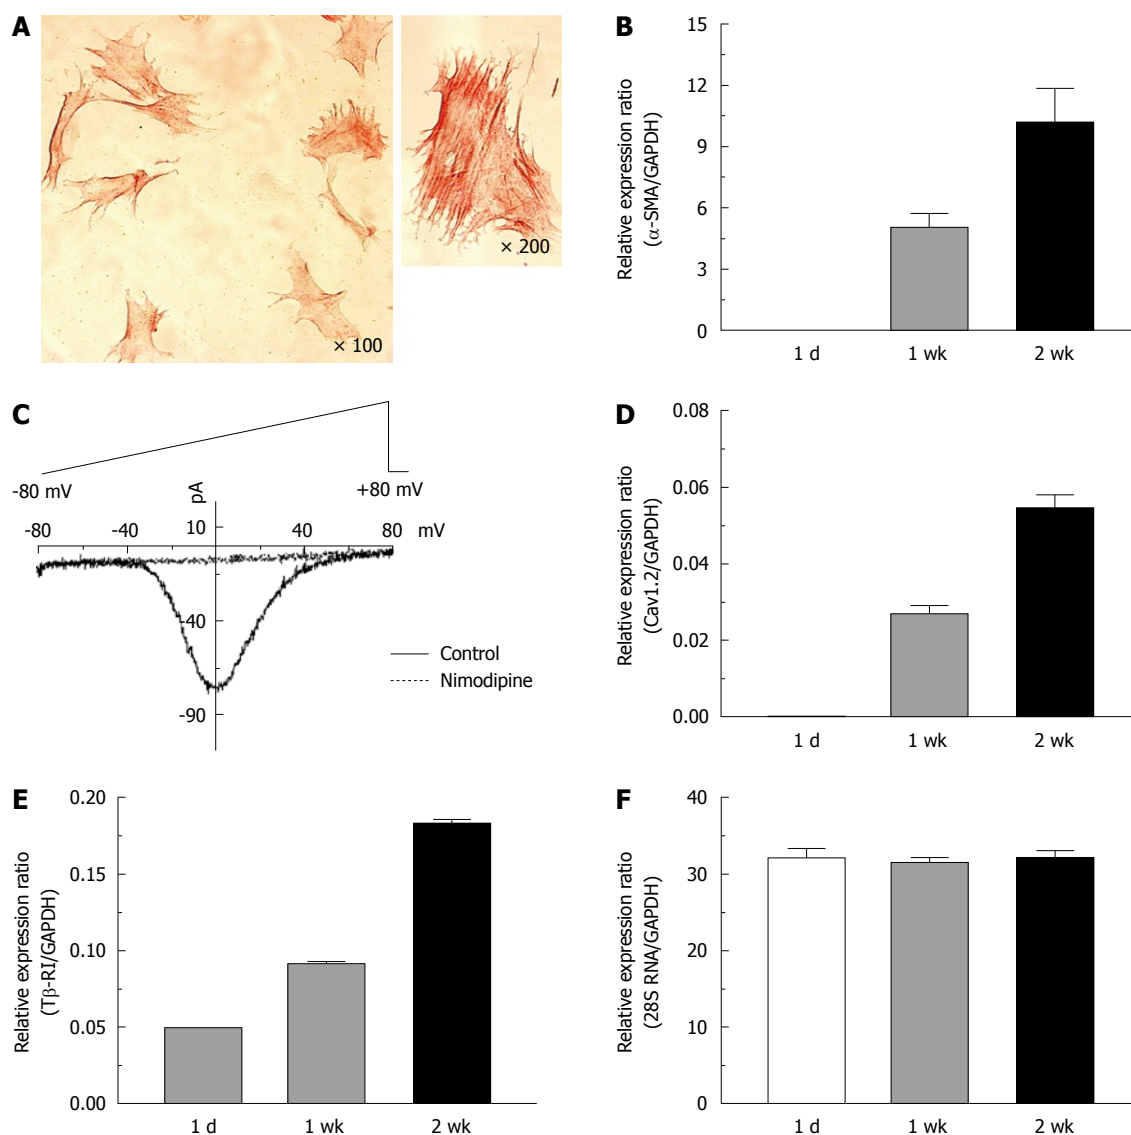 A
× 100
× 200
B
Relative expression ratio
(α-SMA/GAPDH)
15
12
9
6
3
0
1 d
1 wk
2 wk
C
-80 mV
+80 mV
pA
-80
-40
10
40
80
mV
-40
-90
Control
Nimodipine
D
Relative expression ratio
(Cav1.2/GAPDH)
0.08
0.06
0.04
0.02
0.00
1 d
1 wk
2 wk
E
Relative expression ratio
(Tβ-RI/GAPDH)
0.20
0.15
0.10
0.05
0.00
1 d
1 wk
2 wk
F
Relative expression ratio
(28S RNA/GAPDH)
40
30
20
10
0
1 d
1 wk
2 wk